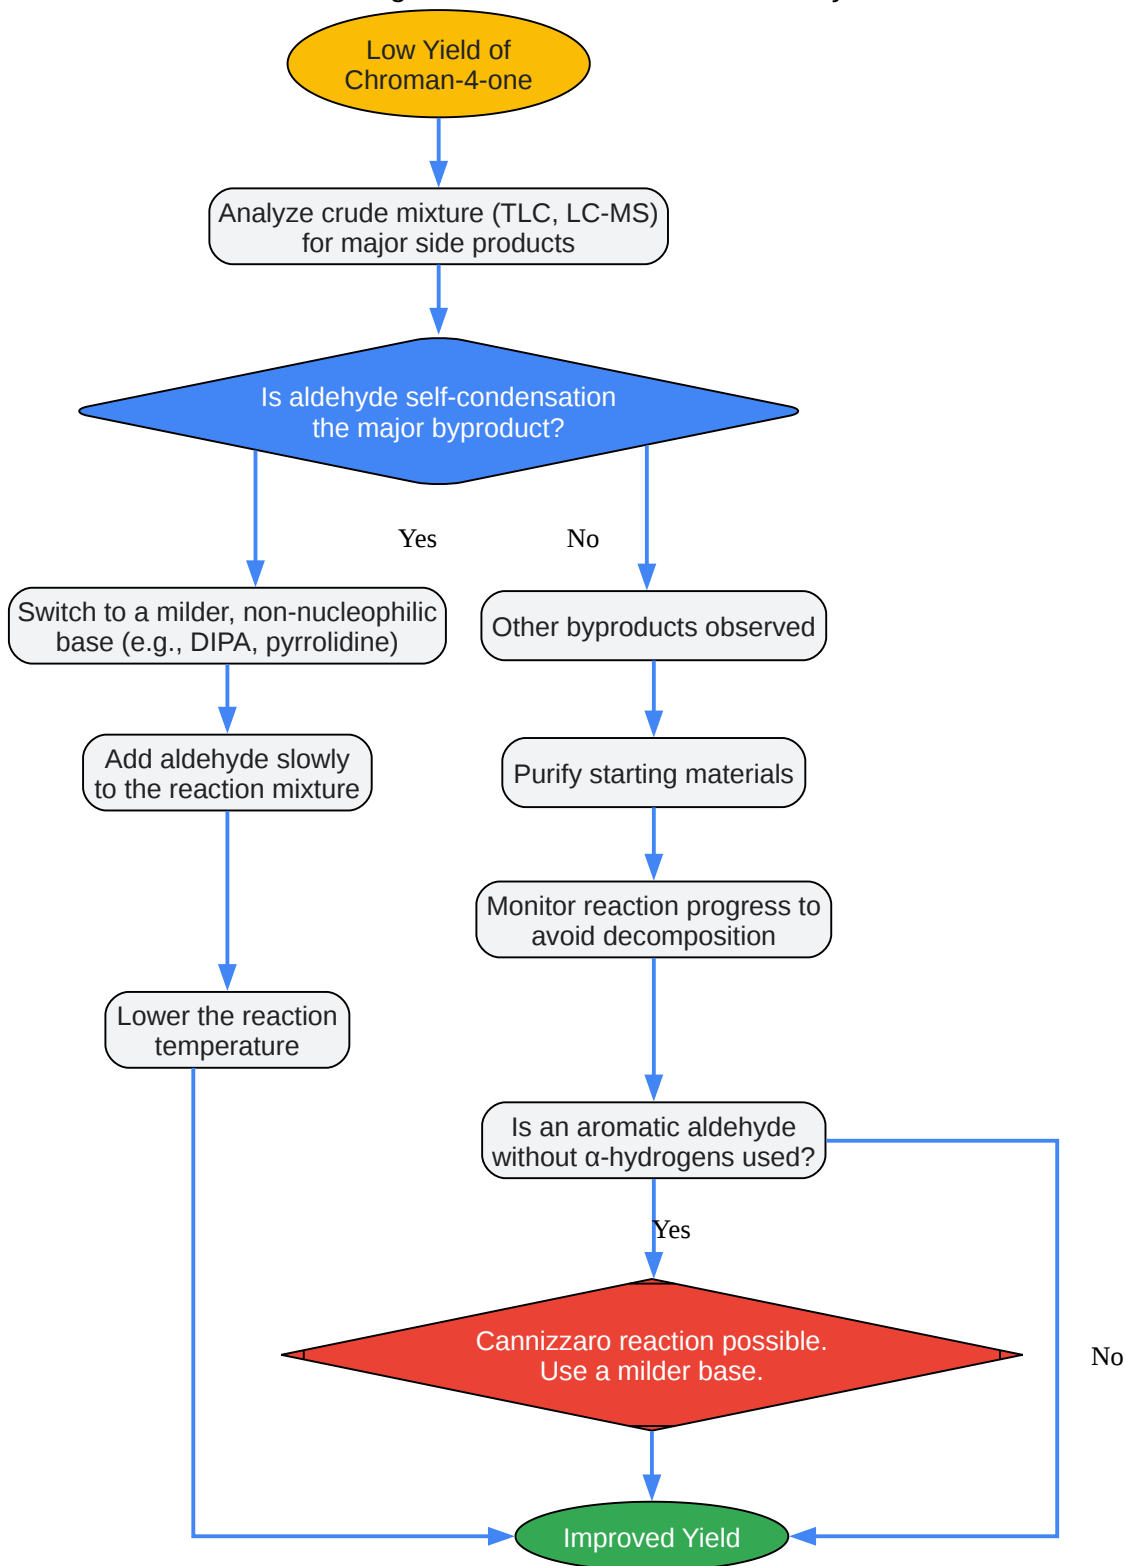 Low Yield of
Chroman-4-one
Analyze crude mixture (TLC, LC-MS)
for major side products
Is aldehyde self-condensation
the major byproduct?
Yes
No
Switch to a milder, non-nucleophilic
base (e.g., DIPA, pyrrolidine)
Other byproducts observed
Add aldehyde slowly
to the reaction mixture
Purify starting materials
Monitor reaction progress to
avoid decomposition
Lower the reaction
temperature
Is an aromatic aldehyde
without α-hydrogens used?
Yes
Cannizzaro reaction possible.
Use a milder base.
No
Improved Yield